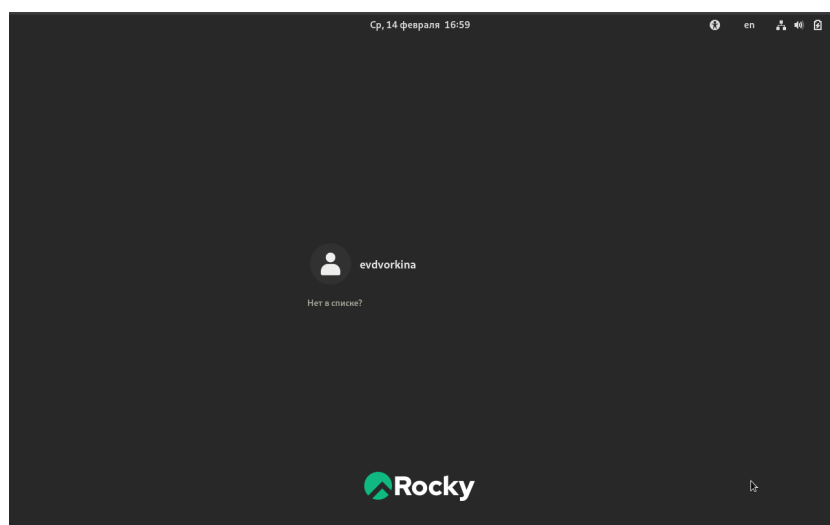 Ср, 14 февраля 16:59
en
evdvorkina
Нет в списке?
Rocky